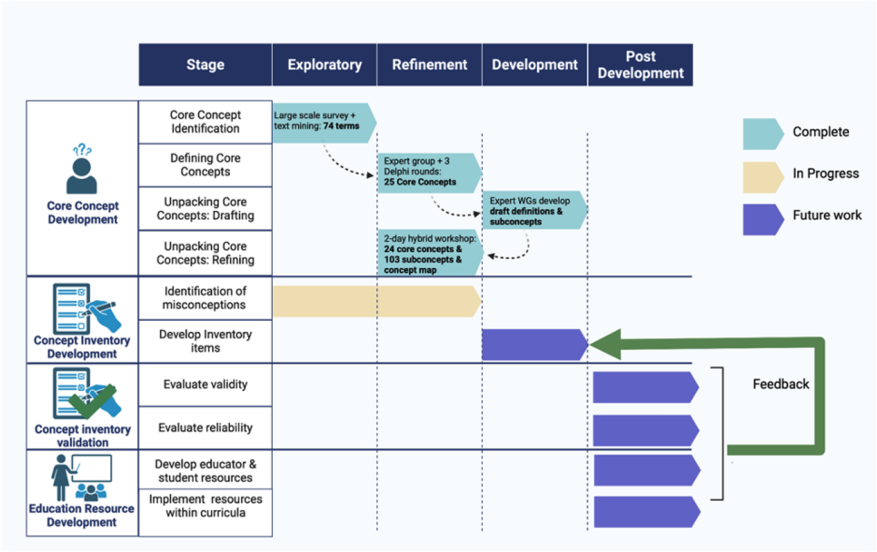 Stage
Exploratory
Refinement
Development
Post
Development
Core Concept
Development
Core Concept
Identification
Large scale survey +
text mining: 74 terms
Defining Core
Concepts
Expert group + 3
Delphi rounds:
25 Core Concepts
Unpacking Core
Concepts: Drafting
Expert WGs develop
draft definitions &
subconcepts
Unpacking Core
Concepts: Refining
2-day hybrid workshop:
24 core concepts &
103 subconcepts &
concept map
Concept Inventory
Development
Identification of
misconceptions
Develop Inventory
items
Concept inventory
validation
Evaluate validity
Evaluate reliability
Education Resource
Development
Develop educator &
student resources
Implement resources
within curricula
Feedback
Complete
In Progress
Future work